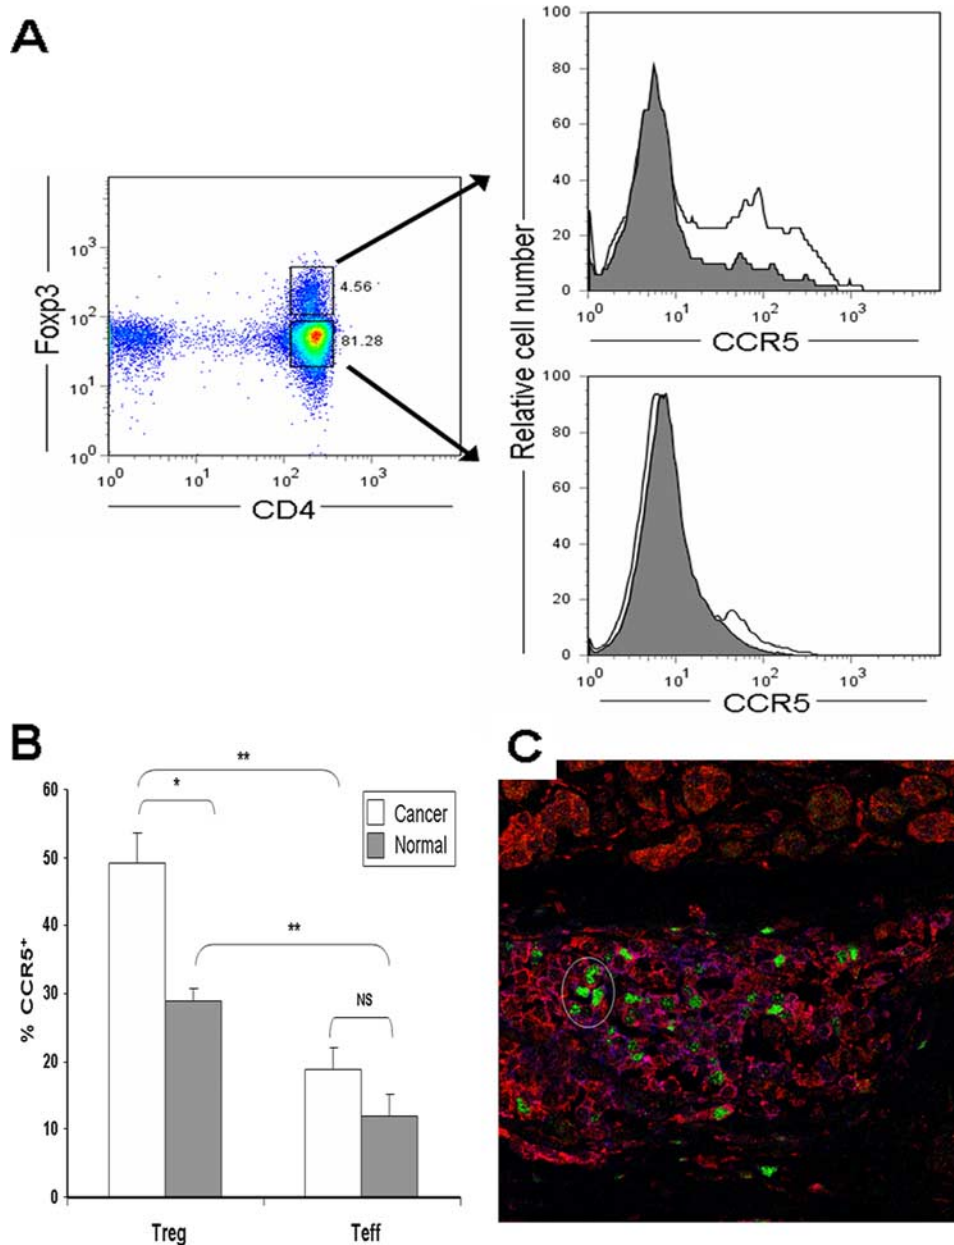 A
Foxp3
10³
10²
10¹
10⁰
4.56
81.28
10⁰ 10¹ 10² 10³
CD4
Relative cell number
100
80
60
40
20
0
10⁰ 10¹ 10² 10³
CCR5
100
80
60
40
20
0
10⁰ 10¹ 10² 10³
CCR5
B
% CCR5⁺
60
50
40
30
20
10
0
**
*
**
NS
Cancer
Normal
Treg Teff
C